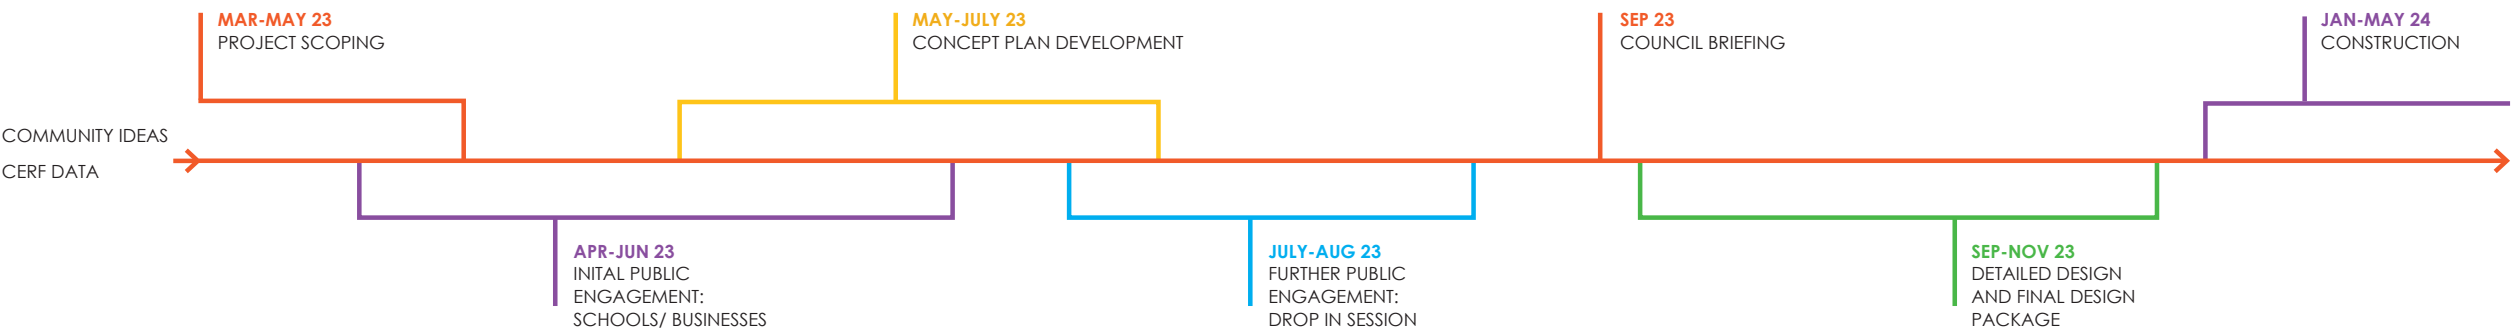 MAR-MAY 23
PROJECT SCOPING
MAY-JULY 23
CONCEPT PLAN DEVELOPMENT
SEP 23
COUNCIL BRIEFING
JAN-MAY 24
CONSTRUCTION
COMMUNITY IDEAS
CERF DATA
APR-JUN 23
INITAL PUBLIC
ENGAGEMENT:
SCHOOLS/ BUSINESSES
JULY-AUG 23
FURTHER PUBLIC
ENGAGEMENT:
DROP IN SESSION
SEP-NOV 23
DETAILED DESIGN
AND FINAL DESIGN
PACKAGE